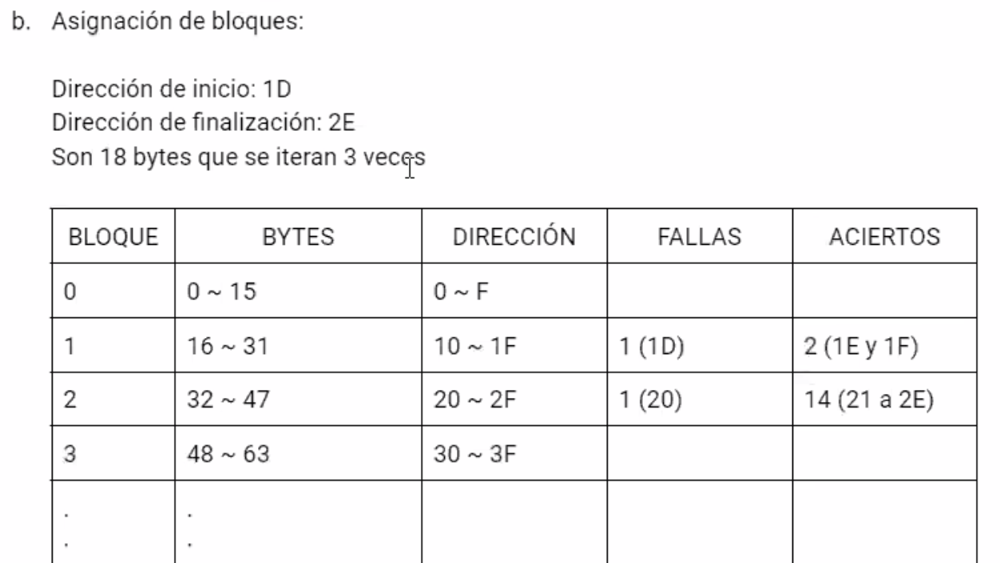 b. Asignación de bloques:
Dirección de inicio: 1D
Dirección de finalización: 2E
Son 18 bytes que se iteran 3 veces
BLOQUE BYTES DIRECCIÓN FALLAS ACIERTOS
0 0 ~ 15 0 ~ F
1 16 ~ 31 10 ~ 1F 1 (1D) 2 (1E y 1F)
2 32 ~ 47 20 ~ 2F 1 (20) 14 (21 a 2E)
3 48 ~ 63 30 ~ 3F
. .
. .